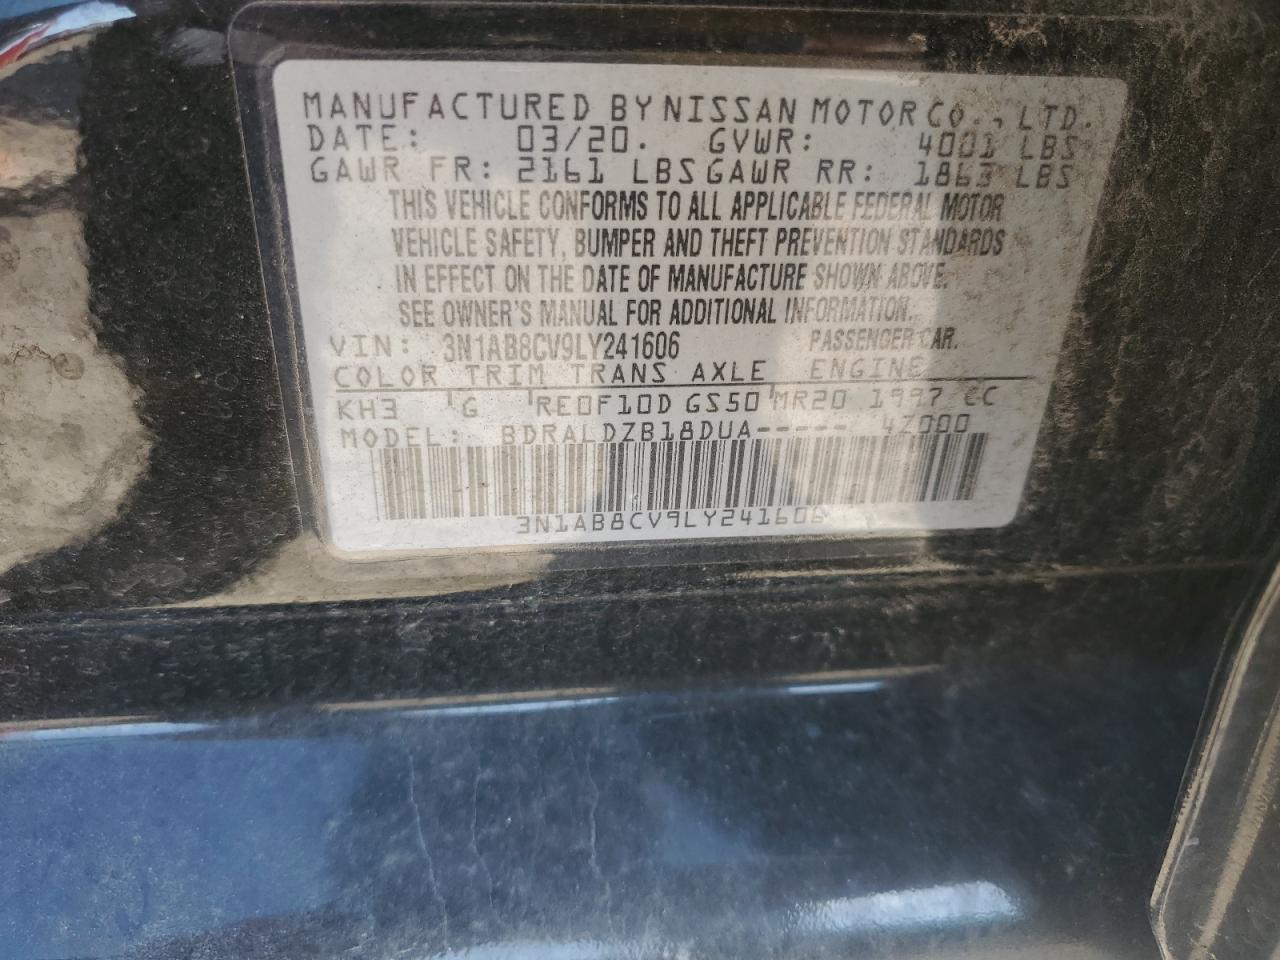 MANUFACTURED BY NISSAN MOTOR CO., LTD.
DATE: 03/20. GVWR: 4001 LBS
GAWR FR: 2161 LBS GAWR RR: 1863 LBS
THIS VEHICLE CONFORMS TO ALL APPLICABLE FEDERAL MOTOR
VEHICLE SAFETY, BUMPER AND THEFT PREVENTION STANDARDS
IN EFFECT ON THE DATE OF MANUFACTURE SHOWN ABOVE.
SEE OWNER'S MANUAL FOR ADDITIONAL INFORMATION.
VIN: 3N1AB8CV9LY241606 PASSENGER CAR.
COLOR TRIM TRANS AXLE ENGINE
KH3 G RE0F10D GS50 MR20 1997 CC
MODEL: BDRALDZB18DUA----- 4Z000
3N1AB8CV9LY241606